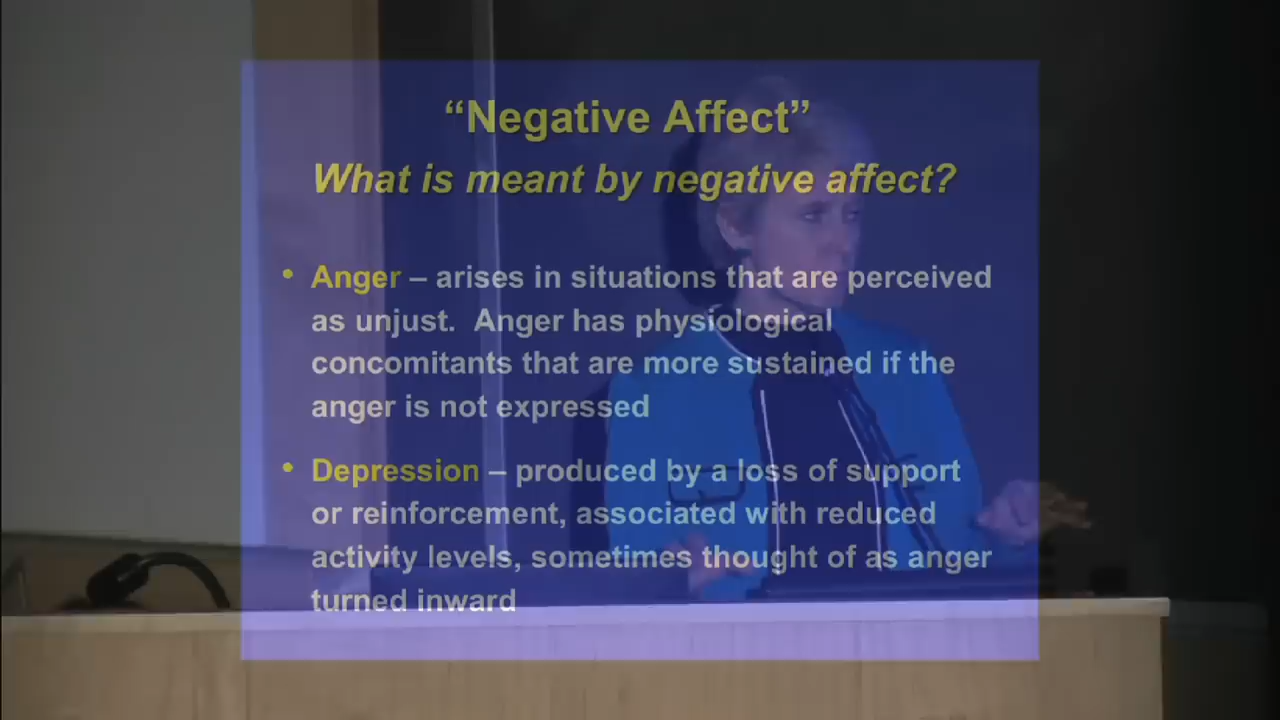 “Negative Affect”
What is meant by negative affect?
• Anger – arises in situations that are perceived
as unjust.  Anger has physiological
concomitants that are more sustained if the
anger is not expressed
• Depression – produced by a loss of support
or reinforcement, associated with reduced
activity levels, sometimes thought of as anger
turned inward